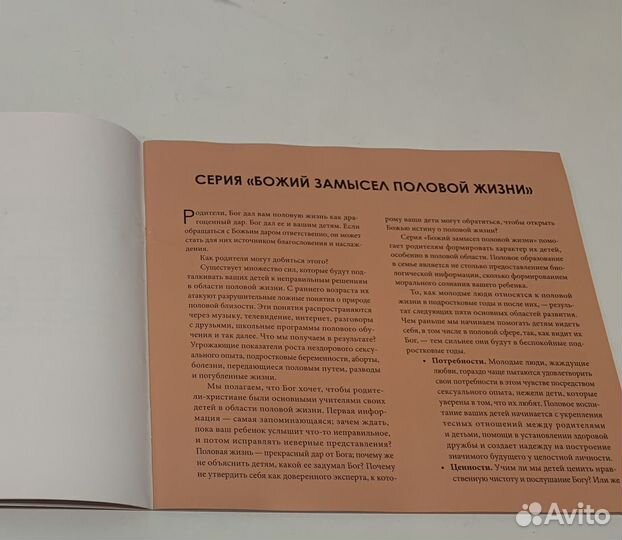 СЕРИЯ «БОЖИЙ ЗАМЫСЕЛ ПОЛОВОЙ ЖИЗНИ»
Родители, Бог дал вам половую жизнь как дра-
гоценный дар. Бог дал ее и вашим детям. Если
обращаться с Божьим даром ответственно, он может
стать для них источником благословения и наслаж-
дения.
Как родители могут добиться этого?
Существует множество сил, которые будут под-
талкивать ваших детей к неправильным решениям
в области половой жизни. С раннего возраста их
атакуют разрушительные ложные понятия о природе
половой близости. Эти понятия распространяются
через музыку, телевидение, интернет, разговоры
с друзьями, школьные программы полового обу-
чения и так далее. Что мы получаем в результате?
Угрожающие показатели роста нездорового сексу-
ального опыта, подростковые беременности, аборты,
болезни, передающиеся половым путем, разводы
и погубленные жизни.
Мы полагаем, что Бог хочет, чтобы родите-
ли-христиане были основными учителями своих
детей в области половой жизни. Первая инфор-
мация — самая запоминающаяся; зачем ждать,
пока ваш ребенок услышит что-то неправильное,
и потом исправлять неверные представления?
Половая жизнь — прекрасный дар от Бога; почему
не объяснить детям, какой ее задумал Бог? Почему
не утвердить себя как доверенного эксперта, к кото-
рому ваши дети могут обратиться, чтобы открыть
Божью истину о половой жизни?
Серия «Божий замысел половой жизни» помо-
гает родителям формировать характер их детей,
особенно в половой области. Половое образование
в семье является не столько предоставлением био-
логической информации, сколько формированием
морального сознания вашего ребенка.
То, как молодые люди относятся к половой
жизни в подростковые годы и после них, — резуль-
тат следующих пяти основных областей развития.
Чем раньше мы начинаем помогать детям видеть
себя, в том числе в половой сфере, так, как видит их
Бог, — тем сильнее они будут в беспокойные под-
ростковые годы.
• Потребности. Молодые люди, жаждущие
любви, гораздо чаще пытаются удовлетворить
свои потребности в этом чувстве посредством
сексуального опыта, нежели дети, которые
уверены в том, что их любят. Половое воспи-
тание ваших детей начинается с укрепления
тесных отношений между родителями
и детьми, помощи в установлении здоровой
дружбы и создает надежду на построение
значимого будущего у целостной личности.
• Ценности. Учим ли мы детей ценить нрав-
ственную чистоту и послушание Богу? Или же
Avito